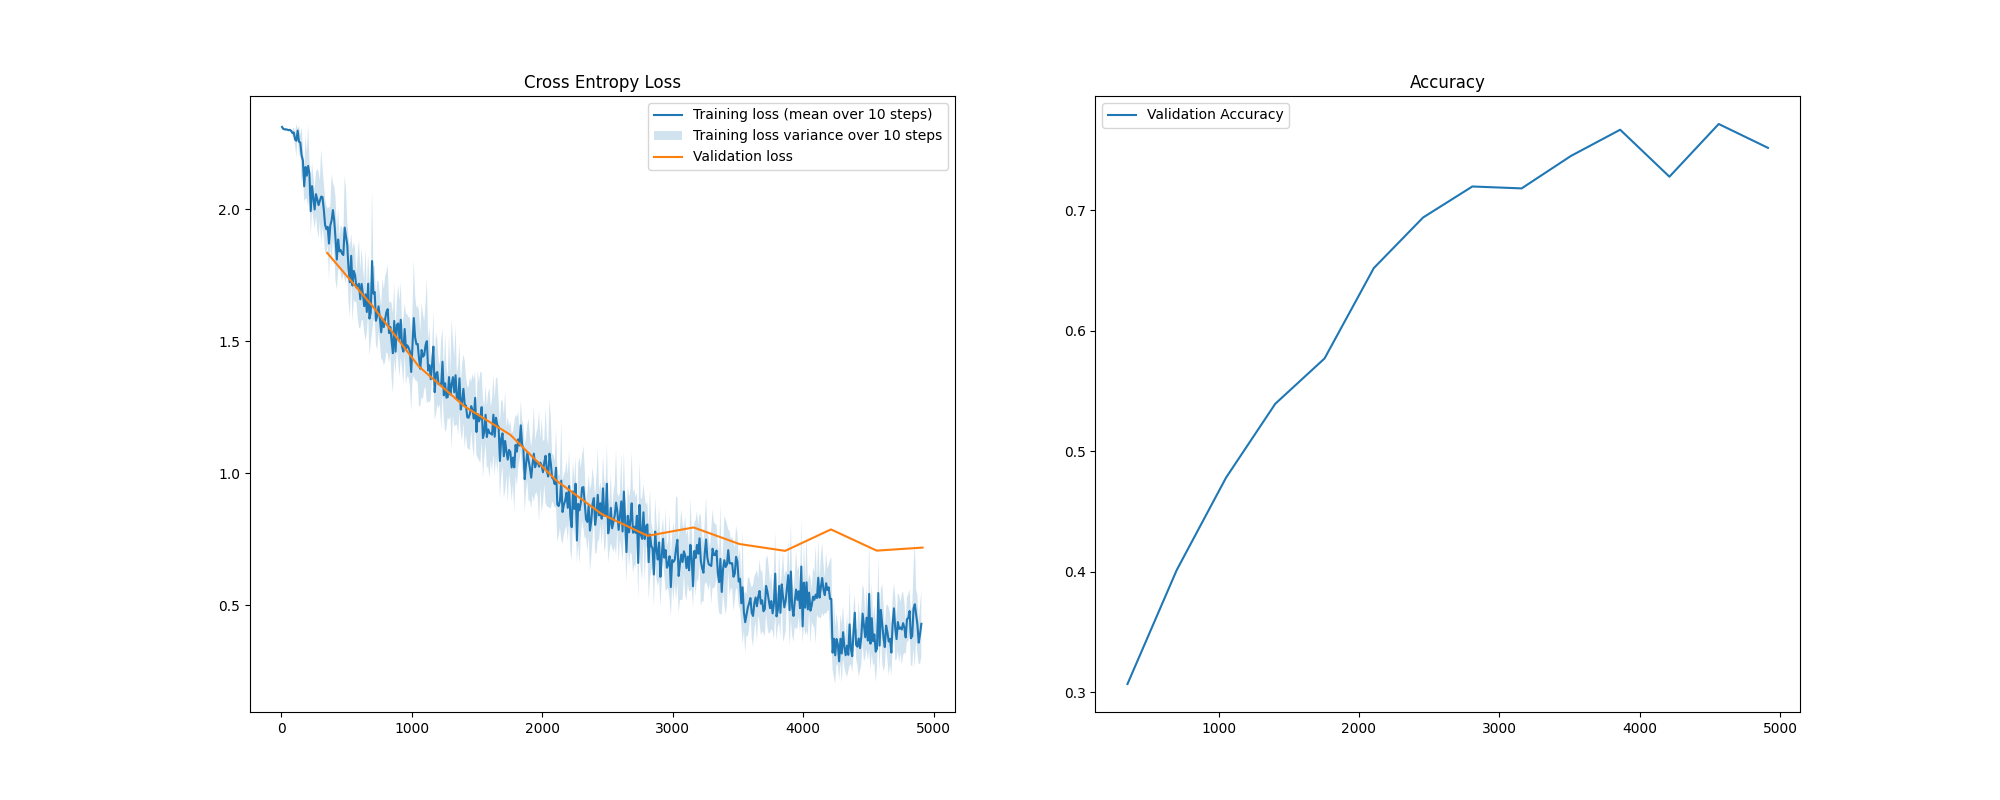 Cross Entropy Loss
Training loss (mean over 10 steps)
Training loss variance over 10 steps
Validation loss
2.0
1.5
1.0
0.5
0 1000 2000 3000 4000 5000
Accuracy
Validation Accuracy
0.7
0.6
0.5
0.4
0.3
1000 2000 3000 4000 5000